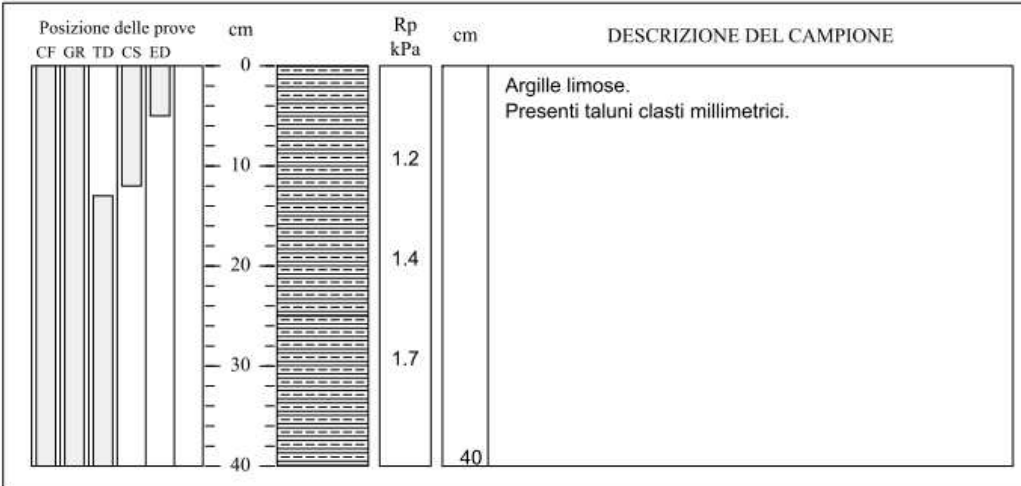 Posizione delle prove
CF GR TD CS ED
cm
Rp
kPa
cm
DESCRIZIONE DEL CAMPIONE
0
10
20
30
40
1.2
1.4
1.7
40
Argille limose.
Presenti taluni clasti millimetrici.